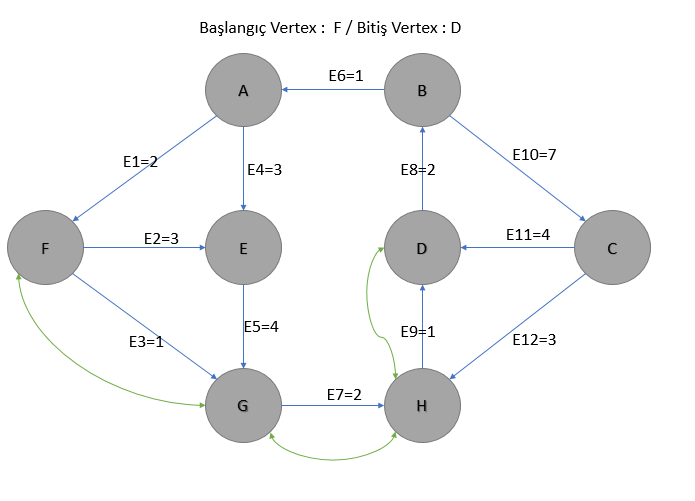 Başlangıç Vertex : F / Bitiş Vertex : D
E6=1
A
B
E1=2
E4=3
E8=2
E10=7
E2=3
E11=4
F
E
D
C
E3=1
E5=4
E9=1
E12=3
E7=2
G
H